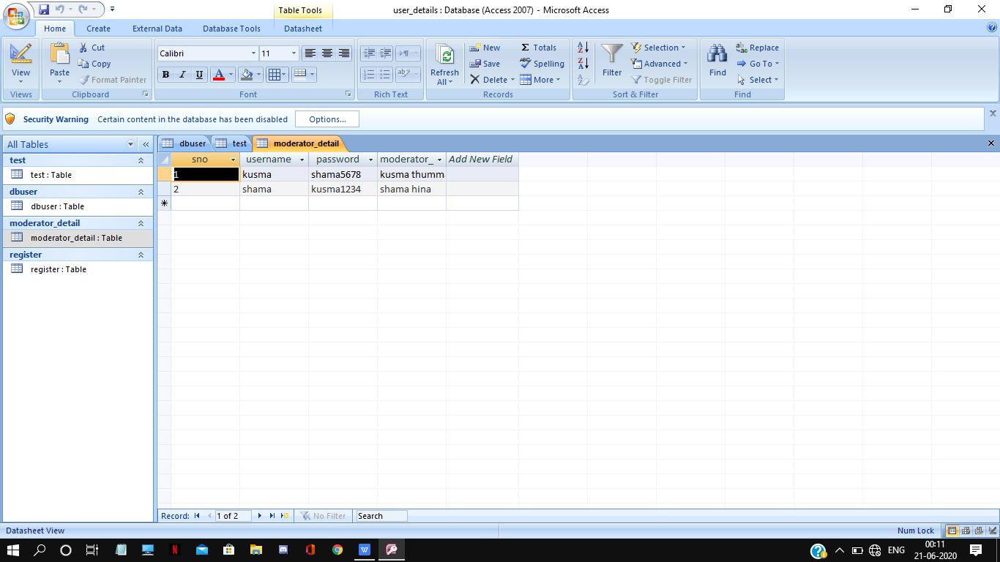 Table Tools
user_details : Database (Access 2007) - Microsoft Access
Home Create External Data Database Tools Datasheet
View
Views
Paste
Cut
Copy
Format Painter
Clipboard
Calibri 11
B I U A
Font
Rich Text
Refresh All
New
Save
Delete
Totals
Spelling
More
Records
Filter
Selection
Advanced
Toggle Filter
Sort & Filter
Find
Replace
Go To
Select
Find
Security Warning Certain content in the database has been disabled Options...
All Tables
test
test : Table
dbuser
dbuser : Table
moderator_detail
moderator_detail : Table
register
register : Table
dbuser test moderator_detail
sno username password moderator_ Add New Field
1 kusma shama5678 kusma thumm
2 shama kusma1234 shama hina
Record: 1 of 2 No Filter Search
Datasheet View Num Lock
ENG 00:11
21-06-2020